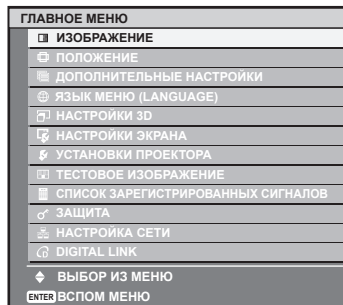 ГЛАВНОЕ МЕНЮ
ИЗОБРАЖЕНИЕ
ПОЛОЖЕНИЕ
ДОПОЛНИТЕЛЬНЫЕ НАСТРОЙКИ
ЯЗЫК МЕНЮ (LANGUAGE)
НАСТРОЙКИ 3D
НАСТРОЙКИ ЭКРАНА
УСТАНОВКИ ПРОЕКТОРА
ТЕСТОВОЕ ИЗОБРАЖЕНИЕ
СПИСОК ЗАРЕГИСТРИРОВАННЫХ СИГНАЛОВ
ЗАЩИТА
НАСТРОЙКА СЕТИ
DIGITAL LINK
ВЫБОР ИЗ МЕНЮ
ENTER ВСПОМ МЕНЮ